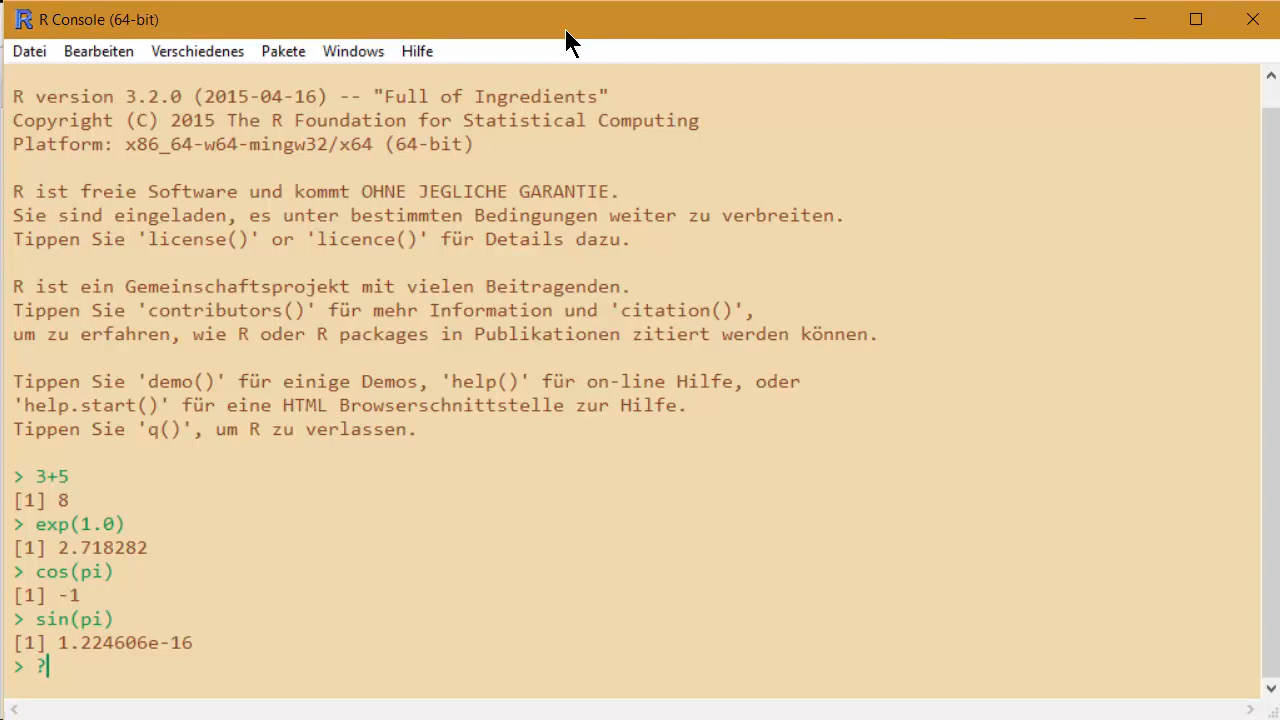 R Console (64-bit)
Datei Bearbeiten Verschiedenes Pakete Windows Hilfe
R version 3.2.0 (2015-04-16) -- "Full of Ingredients"
Copyright (C) 2015 The R Foundation for Statistical Computing
Platform: x86_64-w64-mingw32/x64 (64-bit)
R ist freie Software und kommt OHNE JEGLICHE GARANTIE.
Sie sind eingeladen, es unter bestimmten Bedingungen weiter zu verbreiten.
Tippen Sie 'license()' or 'licence()' für Details dazu.
R ist ein Gemeinschaftsprojekt mit vielen Beitragenden.
Tippen Sie 'contributors()' für mehr Information und 'citation()',
um zu erfahren, wie R oder R packages in Publikationen zitiert werden können.
Tippen Sie 'demo()' für einige Demos, 'help()' für on-line Hilfe, oder
'help.start()' für eine HTML Browserschnittstelle zur Hilfe.
Tippen Sie 'q()', um R zu verlassen.
> 3+5
[1] 8
> exp(1.0)
[1] 2.718282
> cos(pi)
[1] -1
> sin(pi)
[1] 1.224606e-16
> ?